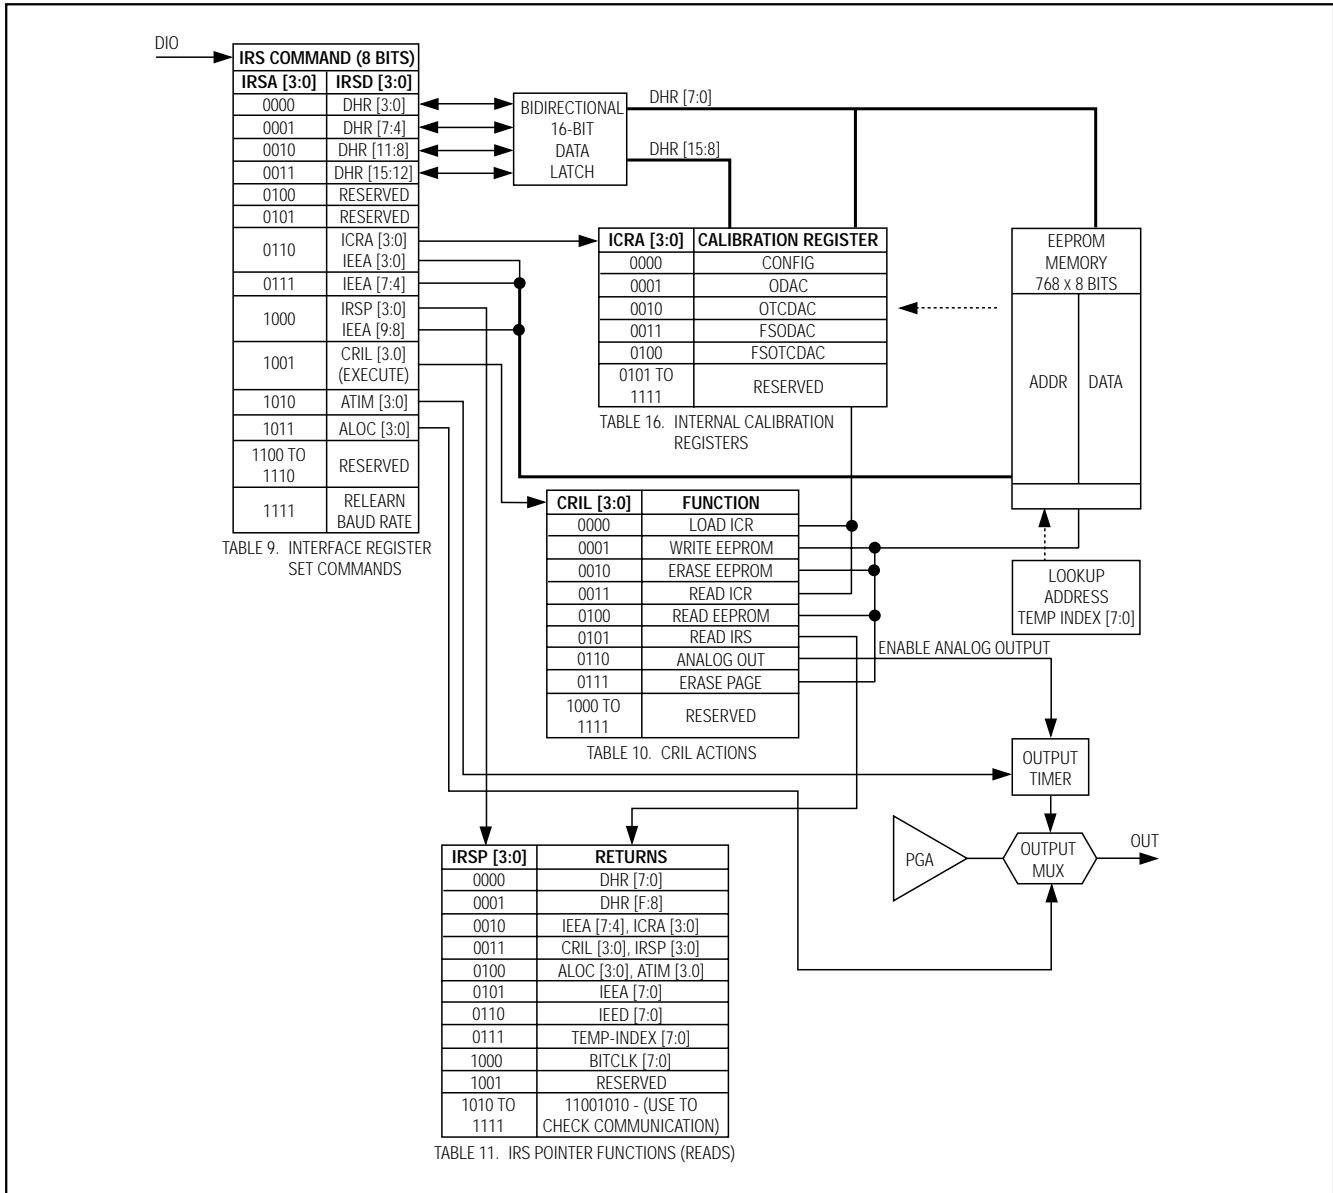 DIO
IRS COMMAND (8 BITS)
IRSA [3:0] IRSD [3:0]
0000 DHR [3:0]
0001 DHR [7:4]
0010 DHR [11:8]
0011 DHR [15:12]
0100 RESERVED
0101 RESERVED
0110 ICRA [3:0]
IEEA [3:0]
0111 IEEA [7:4]
1000 IRSP [3:0]
IEEA [9:8]
1001 CRIL [3.0]
(EXECUTE)
1010 ATIM [3:0]
1011 ALOC [3:0]
1100 TO
1110 RESERVED
1111 RELEARN
BAUD RATE
TABLE 9. INTERFACE REGISTER
SET COMMANDS
BIDIRECTIONAL
16-BIT
DATA
LATCH
DHR [7:0]
DHR [15:8]
ICRA [3:0] CALIBRATION REGISTER
0000 CONFIG
0001 ODAC
0010 OTCDAC
0011 FSODAC
0100 FSOTCDAC
0101 TO
1111 RESERVED
TABLE 16. INTERNAL CALIBRATION
REGISTERS
EEPROM
MEMORY
768 x 8 BITS
ADDR DATA
LOOKUP
ADDRESS
TEMP INDEX [7:0]
CRIL [3:0] FUNCTION
0000 LOAD ICR
0001 WRITE EEPROM
0010 ERASE EEPROM
0011 READ ICR
0100 READ EEPROM
0101 READ IRS
0110 ANALOG OUT
0111 ERASE PAGE
1000 TO
1111 RESERVED
TABLE 10. CRIL ACTIONS
ENABLE ANALOG OUTPUT
OUTPUT
TIMER
PGA
OUTPUT
MUX
OUT
IRSP [3:0] RETURNS
0000 DHR [7:0]
0001 DHR [F:8]
0010 IEEA [7:4], ICRA [3:0]
0011 CRIL [3:0], IRSP [3:0]
0100 ALOC [3:0], ATIM [3.0]
0101 IEEA [7:0]
0110 IEED [7:0]
0111 TEMP-INDEX [7:0]
1000 BITCLK [7:0]
1001 RESERVED
1010 TO 11001010 - (USE TO
1111 CHECK COMMUNICATION)
TABLE 11. IRS POINTER FUNCTIONS (READS)